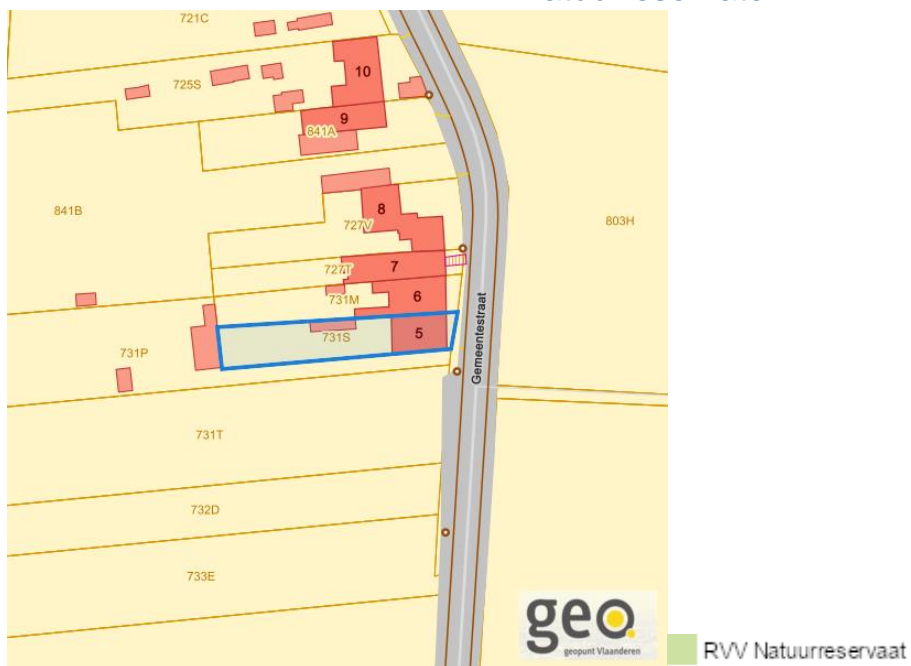 721C
10
725S
9
841A
841B
8
727V
803H
727T
7
731M
6
5
731S
731P
Gemeentestraat
731T
732D
733E
geo.
geopunt Vlaanderen
RVV Natuurreservaat